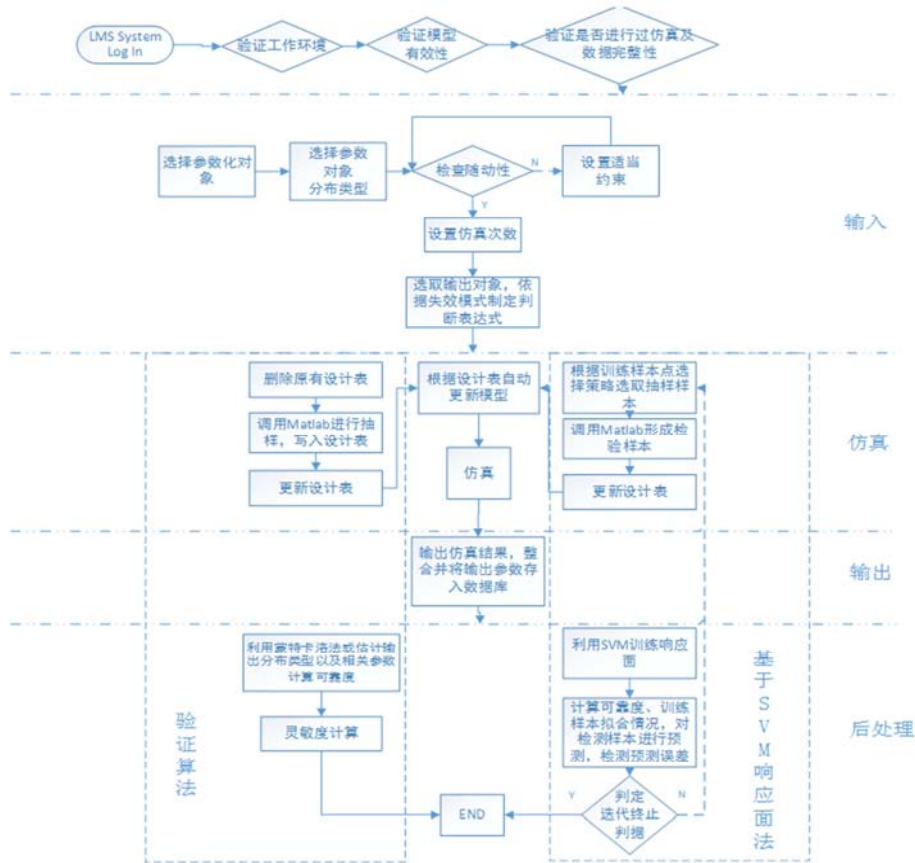 LMS System
Log In
验证工作环境
验证模型
有效性
验证是否进行过仿真及
数据完整性
选择参数化对
象
选择参数
对象
分布类型
检查随动性
N
设置适当
约束
Y
设置仿真次数
选取输出对象，依
据失效模式制定判
断表达式
输入
删除原有设计表
调用Matlab进行抽
样，写入设计表
更新设计表
根据设计表自动
更新模型
仿真
根据训练样本点选
择策略选取抽样样
本
调用Matlab形成检
验样本
更新设计表
仿真
输出仿真结果，整
合并将输出参数存
入数据库
输出
利用蒙特卡洛法或估计输
出分布类型以及相关参数
计算可靠度
灵敏度计算
验证算法
END
利用SVM训练响应
面
计算可靠度、训练
样本拟合情况，对
检测样本进行预
测，检测预测误差
Y
判定
迭代终止
判据
N
基于SVM响应面法
后处理